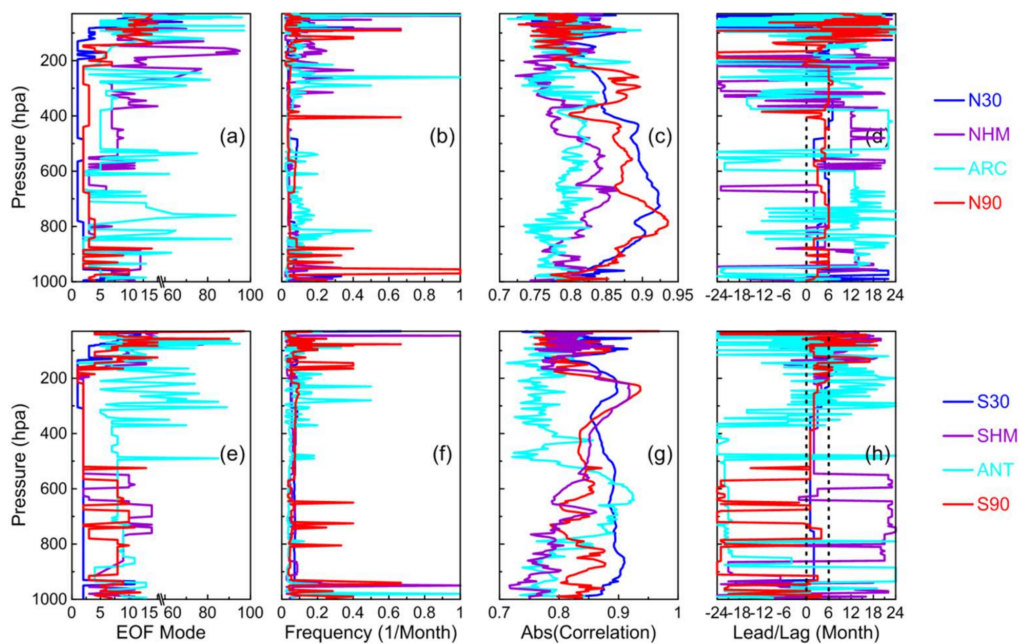 Pressure (hpa)
200
400
600
800
1000
(a)
(b)
(c)
(d)
N30
NHM
ARC
N90
0 5 10 15 60 80 100
0 0.2 0.4 0.6 0.8 1
0.7 0.75 0.8 0.85 0.9 0.95
-24 -18 -12 -6 0 6 12 18 24
Pressure (hpa)
200
400
600
800
1000
(e)
(f)
(g)
(h)
S30
SHM
ANT
S90
0 5 10 15 60 80 100
0 0.2 0.4 0.6 0.8 1
0.7 0.8 0.9 1
-24 -18 -12 -6 0 6 12 18 24
EOF Mode
Frequency (1/Month)
Abs(Correlation)
Lead/Lag (Month)